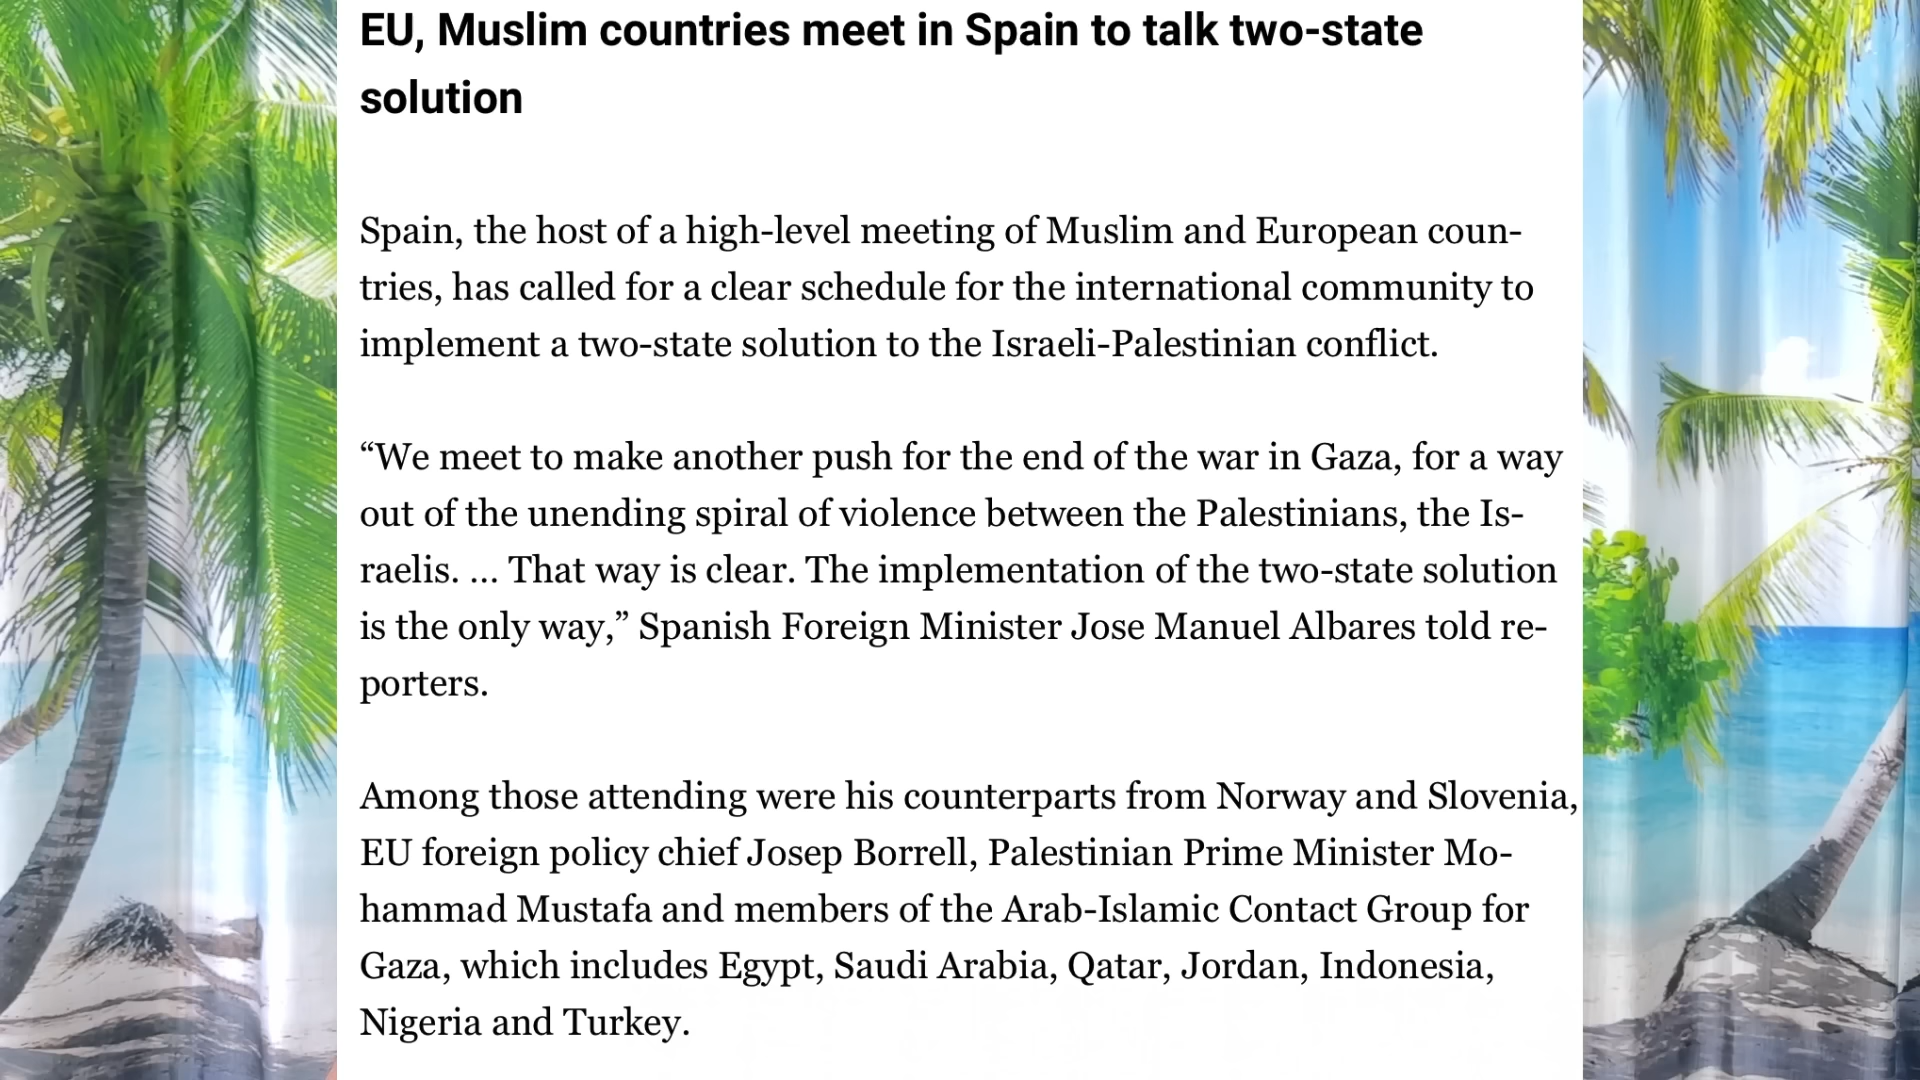 EU, Muslim countries meet in Spain to talk two-state
solution
Spain, the host of a high-level meeting of Muslim and European coun-
tries, has called for a clear schedule for the international community to
implement a two-state solution to the Israeli-Palestinian conflict.
“We meet to make another push for the end of the war in Gaza, for a way
out of the unending spiral of violence between the Palestinians, the Is-
raelis. ... That way is clear. The implementation of the two-state solution
is the only way,” Spanish Foreign Minister Jose Manuel Albares told re-
porters.
Among those attending were his counterparts from Norway and Slovenia,
EU foreign policy chief Josep Borrell, Palestinian Prime Minister Mo-
hammad Mustafa and members of the Arab-Islamic Contact Group for
Gaza, which includes Egypt, Saudi Arabia, Qatar, Jordan, Indonesia,
Nigeria and Turkey.